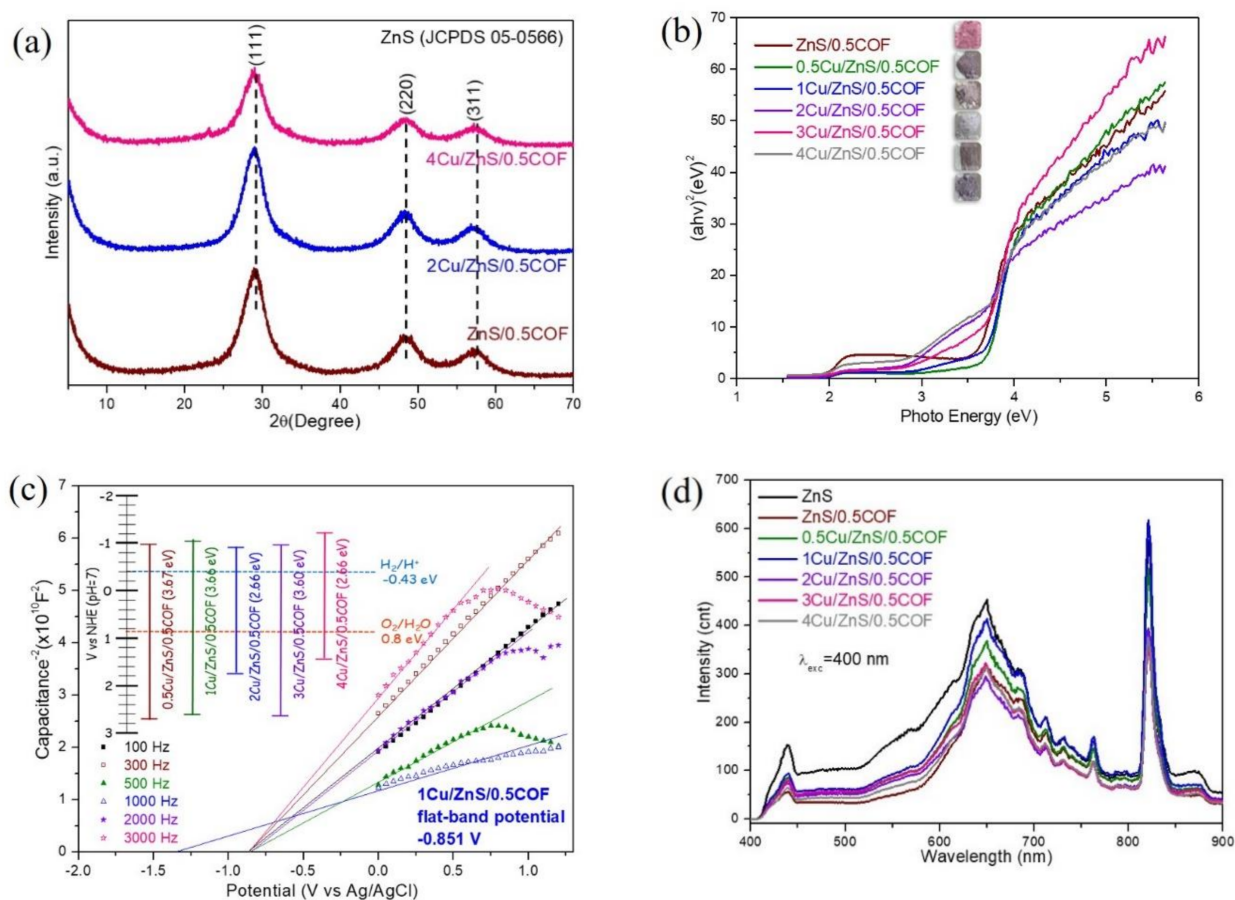 (a)
ZnS (JCPDS 05-0566)
(111)
(220)
(311)
4Cu/ZnS/0.5COF
2Cu/ZnS/0.5COF
ZnS/0.5COF
Intensity (a.u.)
10 20 30 40 50 60 70
2θ(Degree)
(b)
ZnS/0.5COF
0.5Cu/ZnS/0.5COF
1Cu/ZnS/0.5COF
2Cu/ZnS/0.5COF
3Cu/ZnS/0.5COF
4Cu/ZnS/0.5COF
(ahv)²(eV)²
70
60
50
40
30
20
10
0
1 2 3 4 5 6
Photo Energy (eV)
(c)
Capacitance⁻²(x10¹⁰F²)
7
6
5
4
3
2
1
0
V vs NHE (pH=7)
-2
-1
0
1
2
3
0.5Cu/ZnS/0.5COF (3.67 eV)
1Cu/ZnS/0.5COF (3.66 eV)
2Cu/ZnS/0.5COF (2.66 eV)
3Cu/ZnS/0.5COF (3.60 eV)
4Cu/ZnS/0.5COF (2.66 eV)
H₂/H⁺
-0.43 eV
O₂/H₂O
0.8 eV
100 Hz
300 Hz
500 Hz
1000 Hz
2000 Hz
3000 Hz
1Cu/ZnS/0.5COF
flat-band potential
-0.851 V
-2.0 -1.5 -1.0 -0.5 0.0 0.5 1.0
Potential (V vs Ag/AgCl)
(d)
ZnS
ZnS/0.5COF
0.5Cu/ZnS/0.5COF
1Cu/ZnS/0.5COF
2Cu/ZnS/0.5COF
3Cu/ZnS/0.5COF
4Cu/ZnS/0.5COF
λexc=400 nm
Intensity (cnt)
700
600
500
400
300
200
100
0
400 500 600 700 800 900
Wavelength (nm)